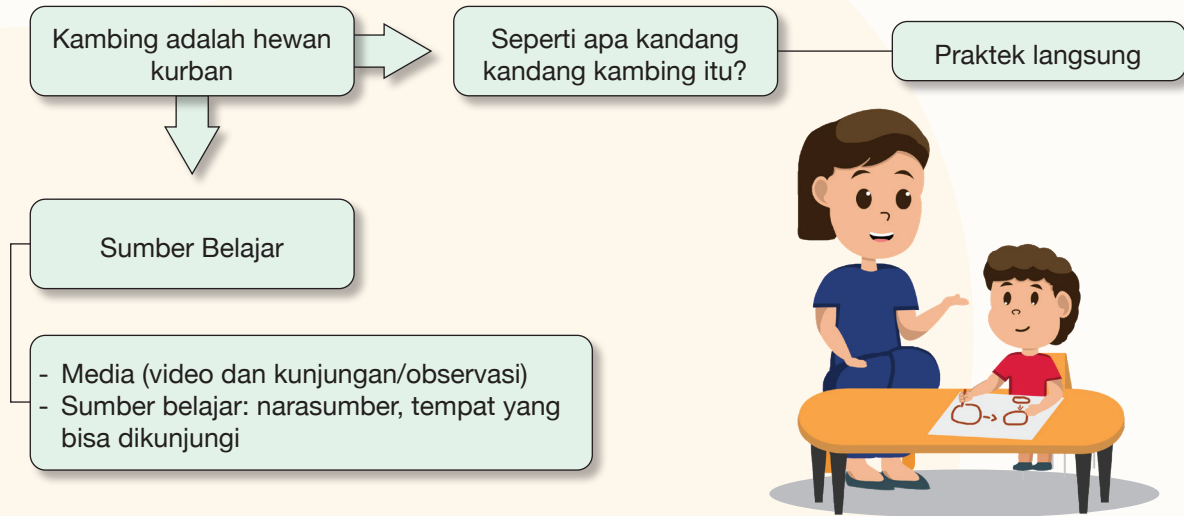 Kambing adalah hewan
kurban
Seperti apa kandang
kandang kambing itu?
Praktek langsung
Sumber Belajar
- Media (video dan kunjungan/observasi)
- Sumber belajar: narasumber, tempat yang
bisa dikunjungi